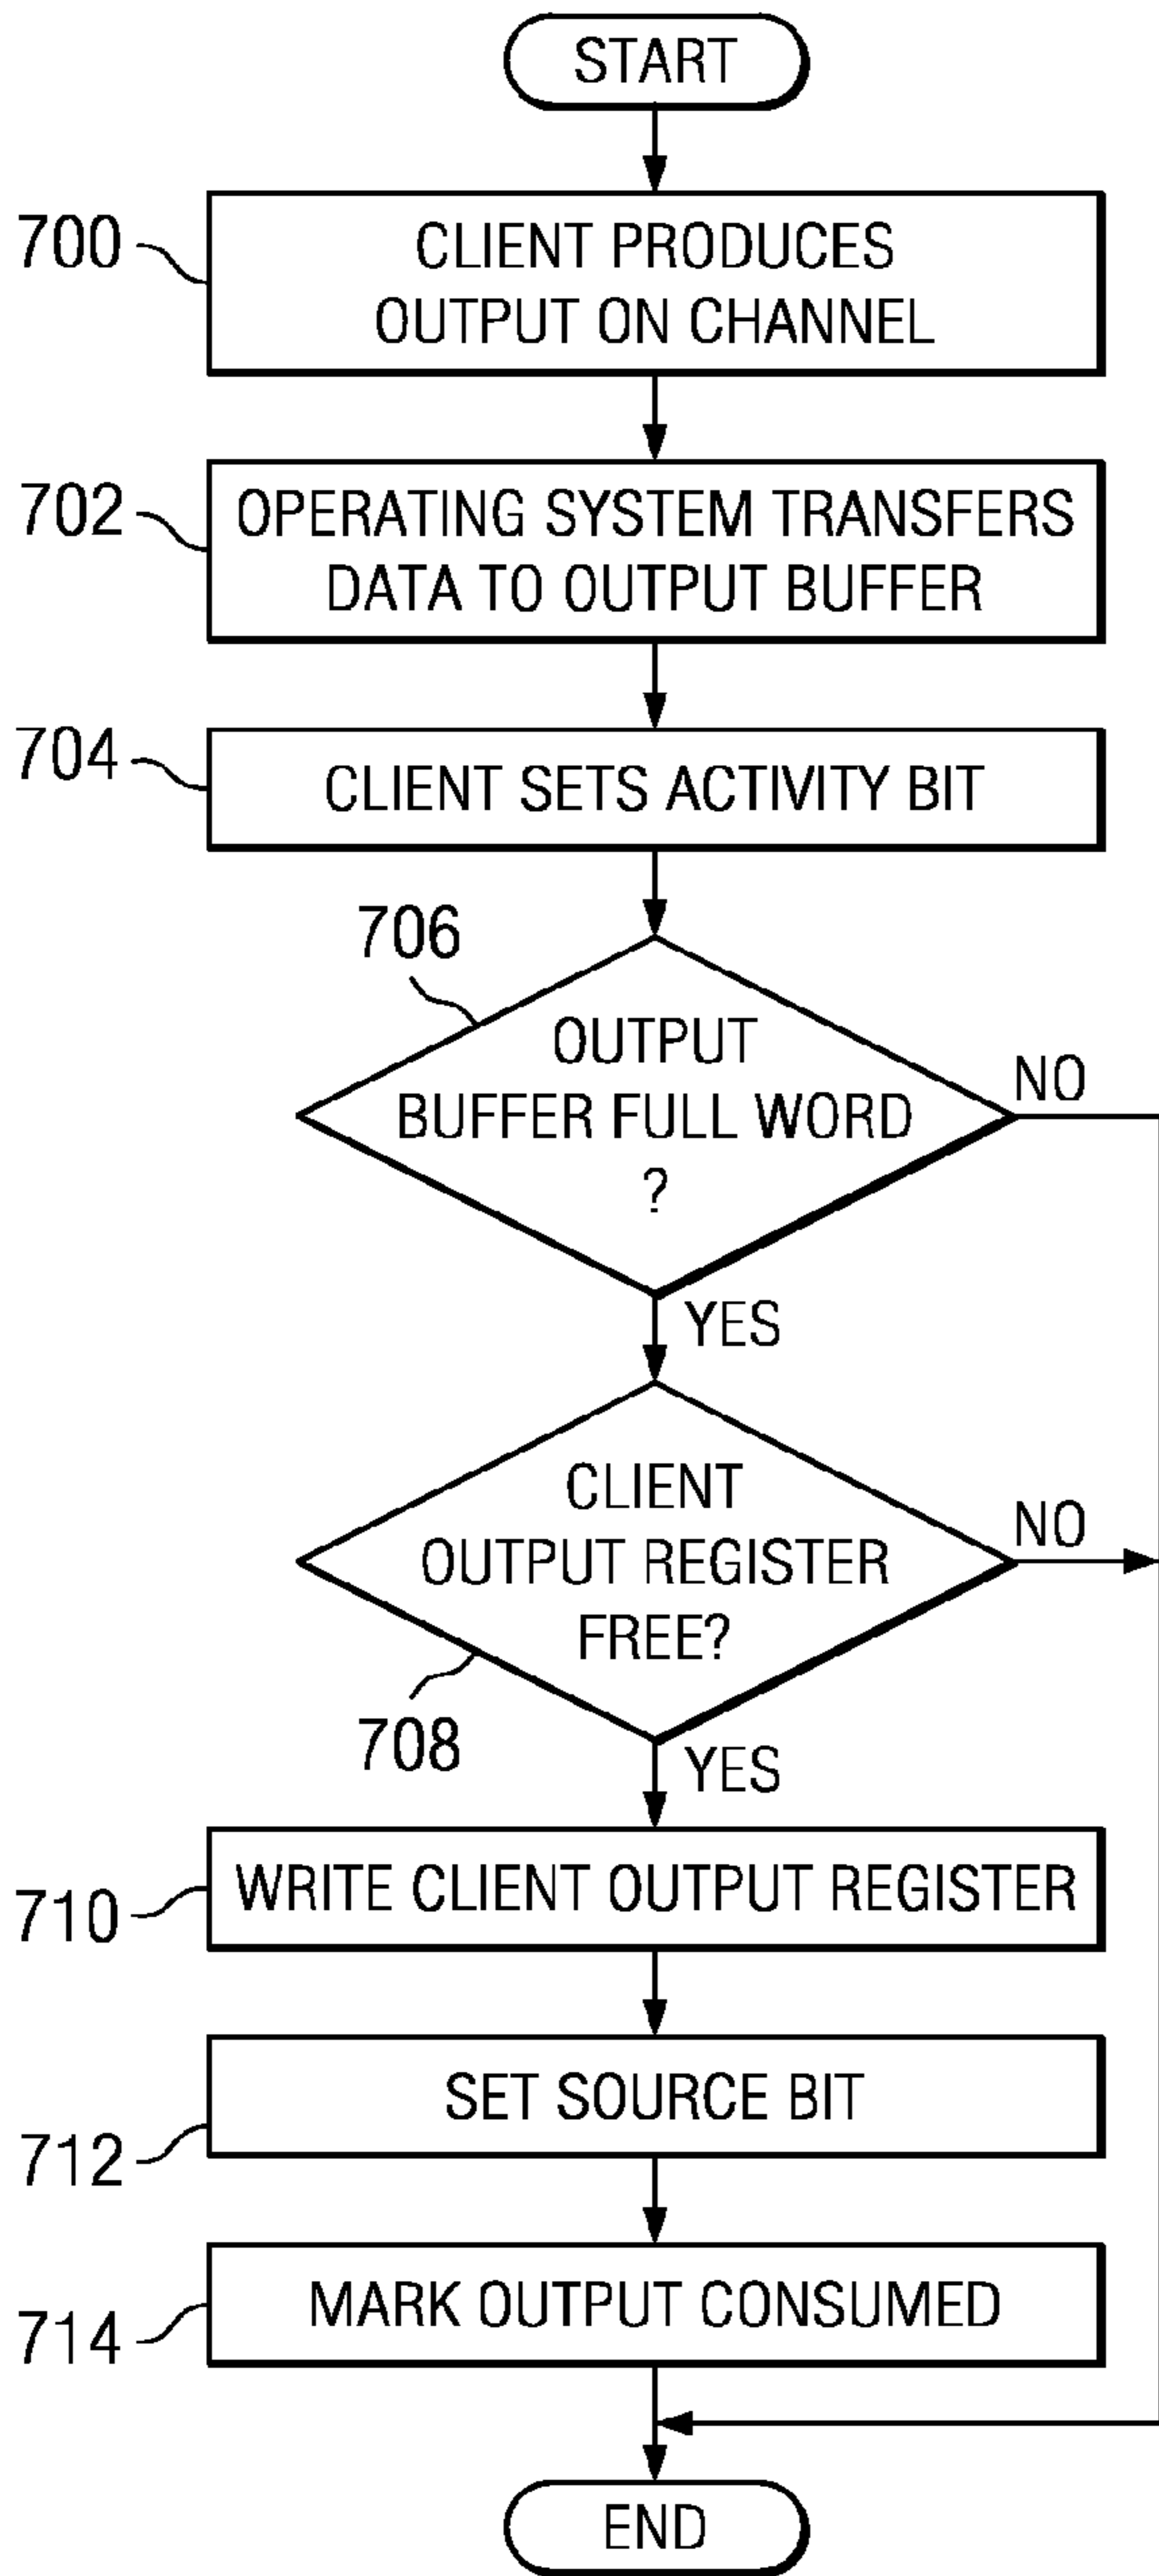 START
700
CLIENT PRODUCES
OUTPUT ON CHANNEL
702
OPERATING SYSTEM TRANSFERS
DATA TO OUTPUT BUFFER
704
CLIENT SETS ACTIVITY BIT
706
OUTPUT
BUFFER FULL WORD
?
NO
YES
CLIENT
OUTPUT REGISTER
FREE?
NO
708
YES
710
WRITE CLIENT OUTPUT REGISTER
712
SET SOURCE BIT
714
MARK OUTPUT CONSUMED
END